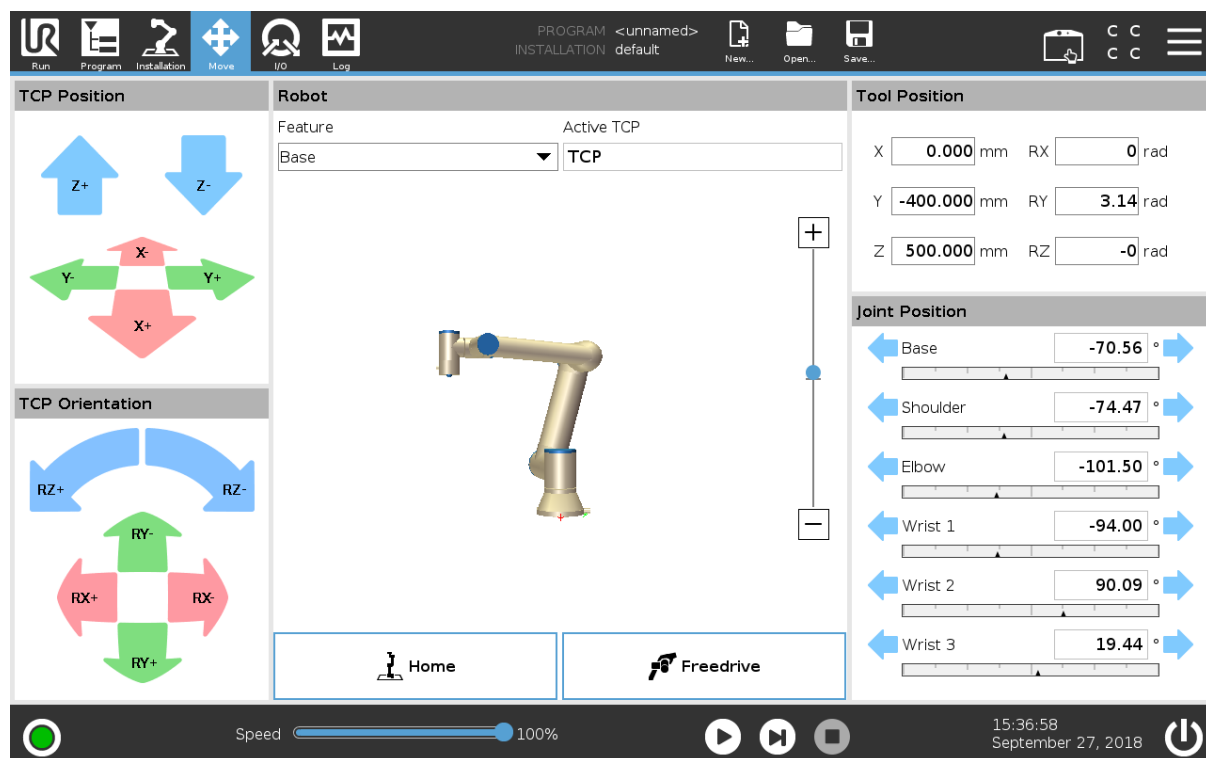 UR
Run
Program
Installation
Move
I/O
Log
PROGRAM <unnamed>
INSTALLATION default
New...
Open...
Save...
C C
C C
TCP Position
Z+
Z-
X-
Y-
Y+
X+
TCP Orientation
RZ+
RZ-
RY-
RX+
RX-
RY+
Robot
Feature
Active TCP
Base
TCP
+
−
Home
Freedrive
Tool Position
X 0.000 mm RX 0 rad
Y -400.000 mm RY 3.14 rad
Z 500.000 mm RZ -0 rad
Joint Position
Base -70.56 °
Shoulder -74.47 °
Elbow -101.50 °
Wrist 1 -94.00 °
Wrist 2 90.09 °
Wrist 3 19.44 °
Speed 100%
15:36:58
September 27, 2018